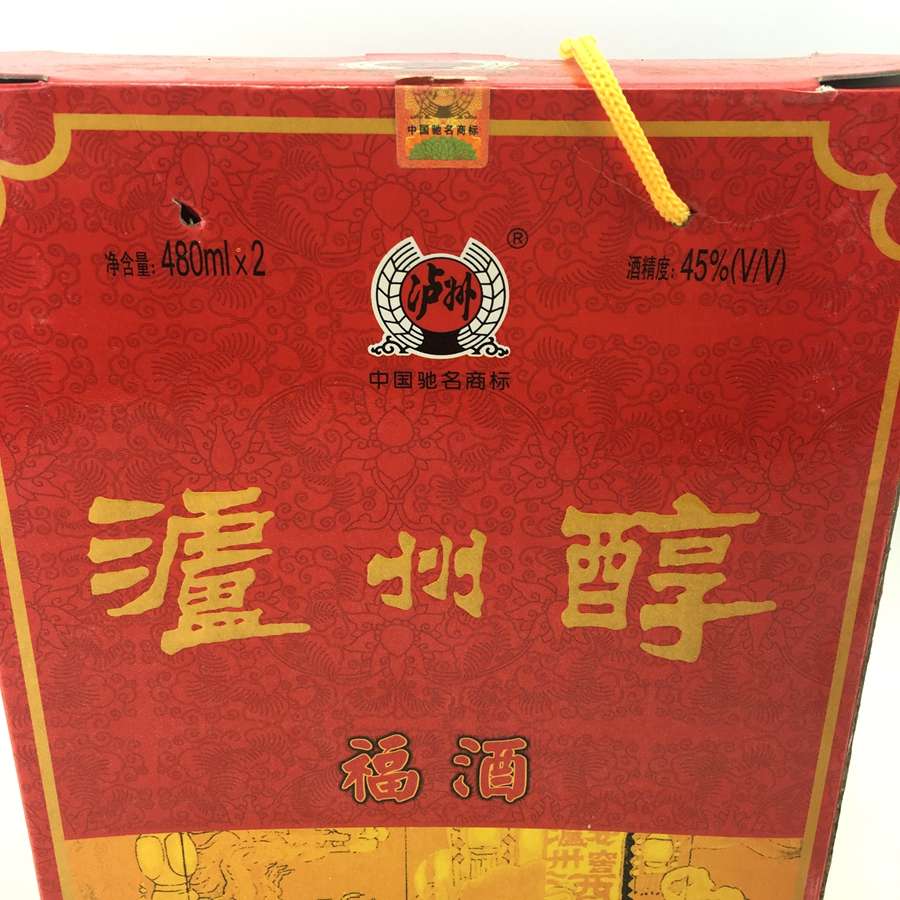 中国驰名商标
净含量: 480ml×2
泸州
®
酒精度: 45%(V/V)
中国驰名商标
瀘州醇
福酒